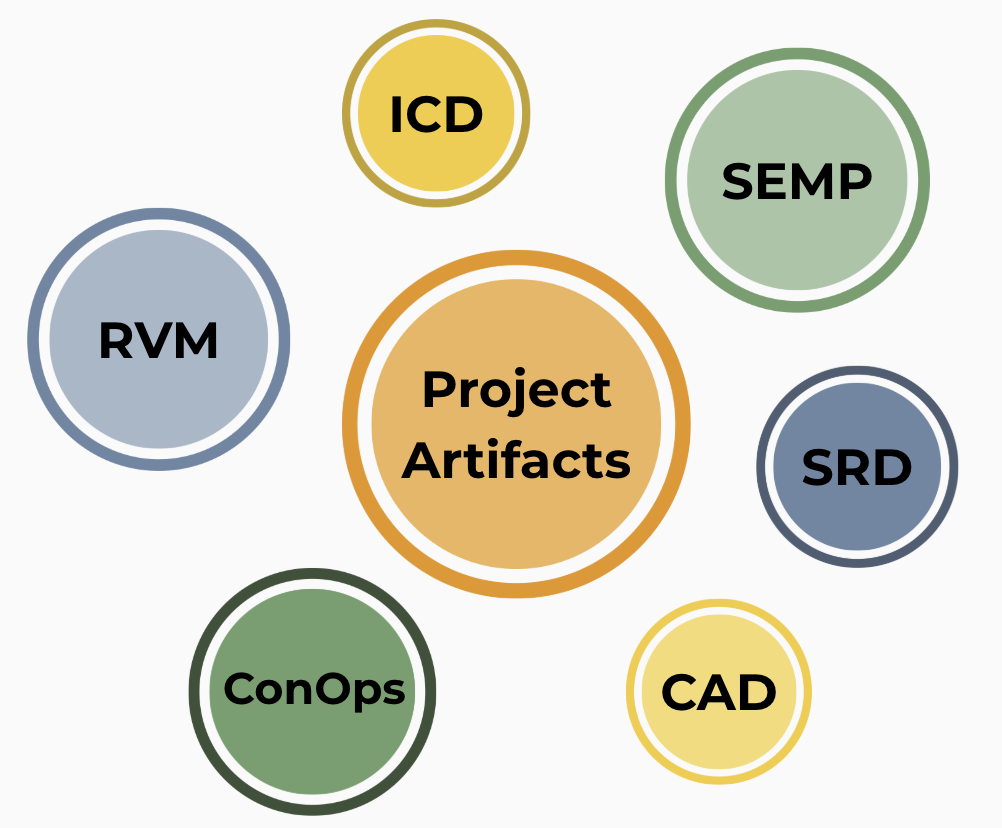 ICD
SEMP
RVM
Project
Artifacts
SRD
ConOps
CAD